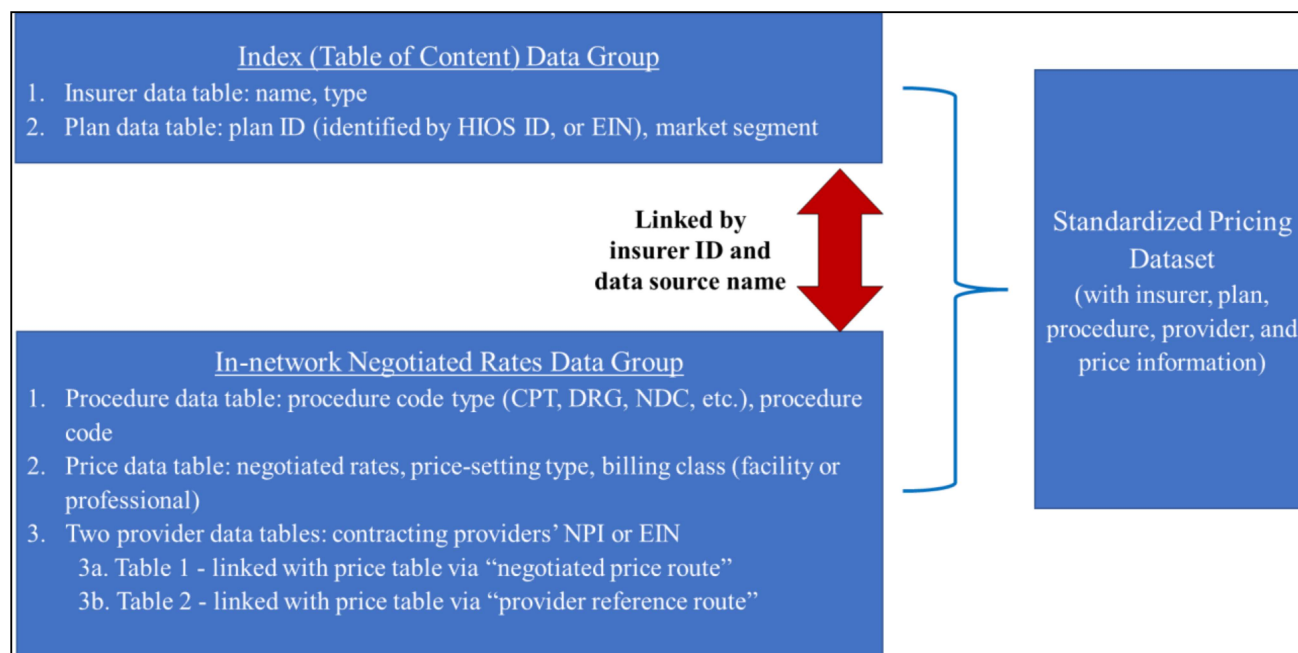 Index (Table of Content) Data Group
1. Insurer data table: name, type
2. Plan data table: plan ID (identified by HIOS ID, or EIN), market segment
Linked by
insurer ID and
data source name
In-network Negotiated Rates Data Group
1. Procedure data table: procedure code type (CPT, DRG, NDC, etc.), procedure
code
2. Price data table: negotiated rates, price-setting type, billing class (facility or
professional)
3. Two provider data tables: contracting providers’ NPI or EIN
3a. Table 1 - linked with price table via “negotiated price route”
3b. Table 2 - linked with price table via “provider reference route”
Standardized Pricing
Dataset
(with insurer, plan,
procedure, provider, and
price information)